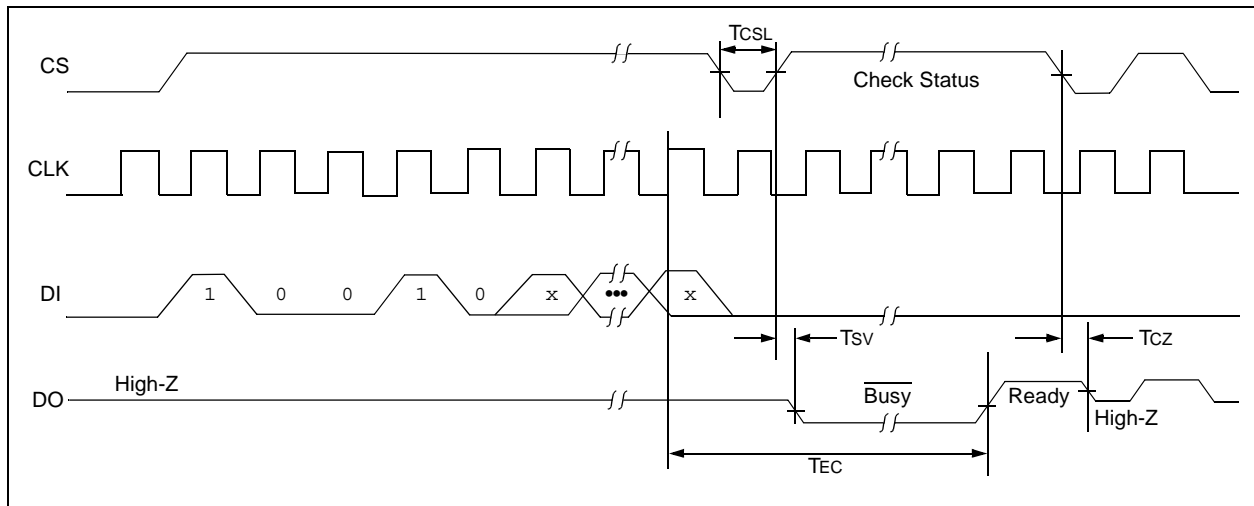 TCSL
CS
Check Status
CLK
DI
1 0 0 1 0 x ••• x
TSV
TCZ
High-Z
DO
Busy
Ready
High-Z
TEC